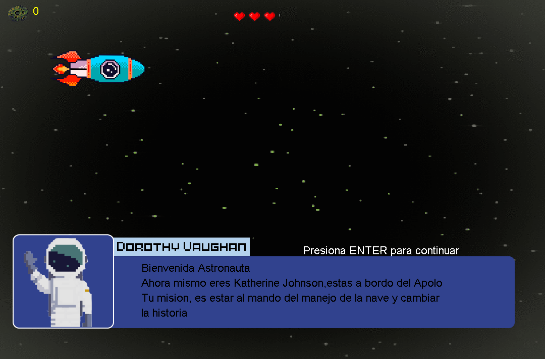 0
DOROTHY VAUGHAN
Presiona ENTER para continuar
Bienvenida Astronauta
Ahora mismo eres Katherine Johnson,estas a bordo del Apolo
Tu mision, es estar al mando del manejo de la nave y cambiar
la historia